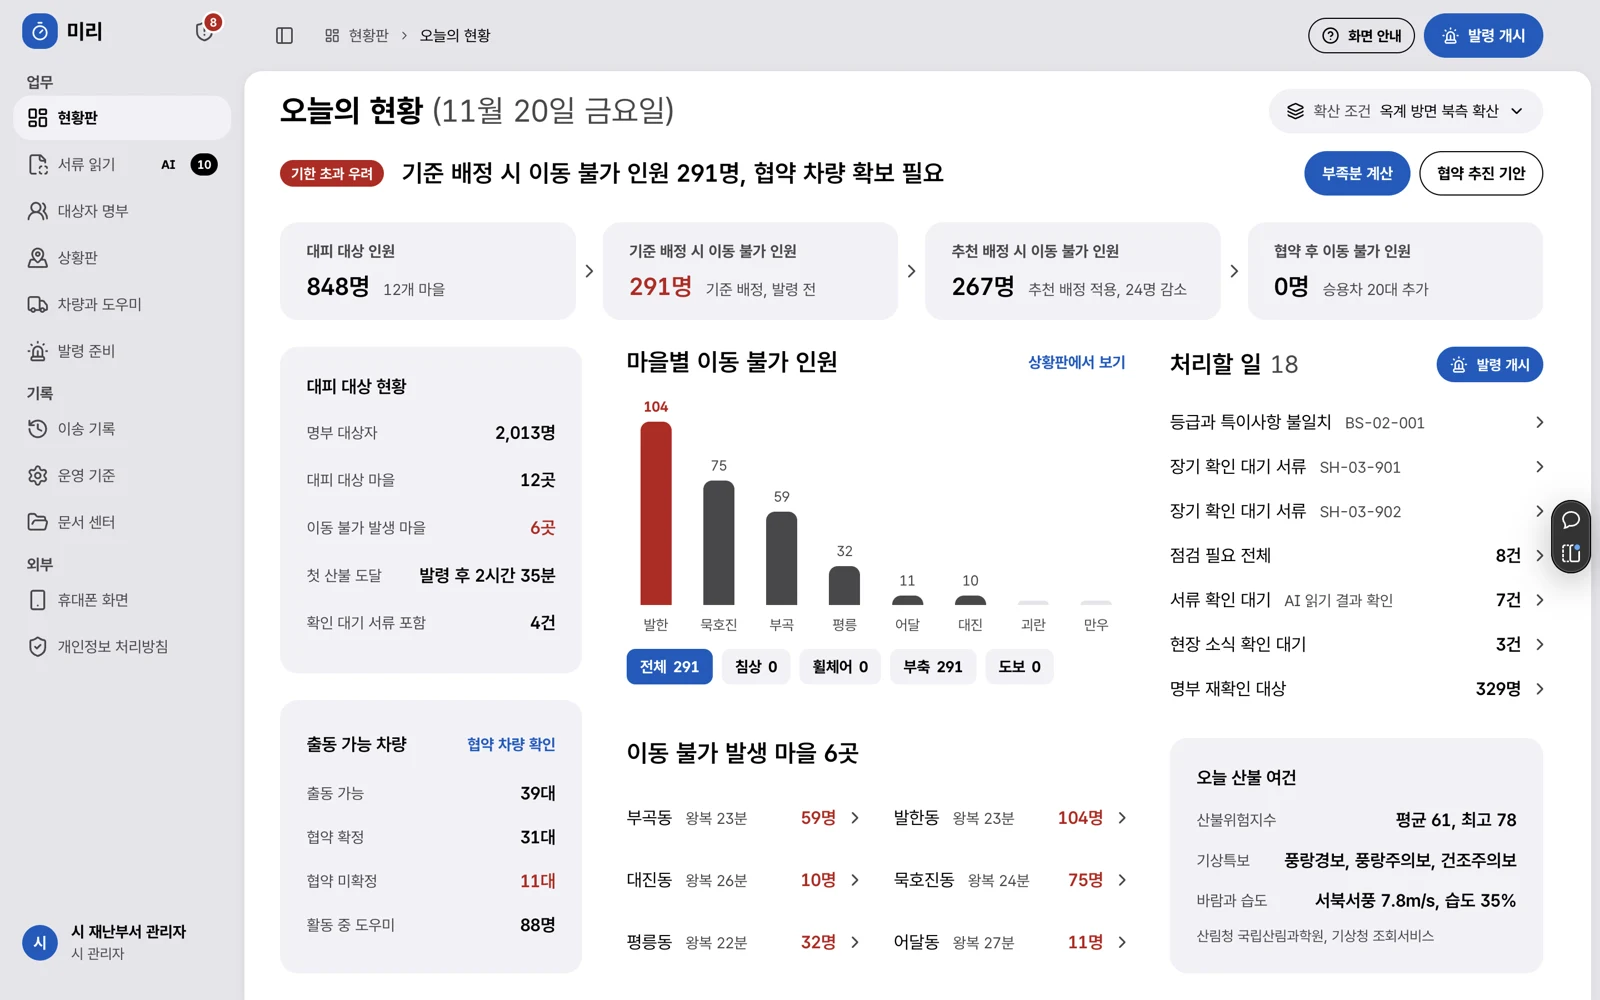 미리
8
업무
현황판
서류 읽기 AI 10
대상자 명부
상황판
차량과 도우미
발령 준비
기록
이송 기록
운영 기준
문서 센터
외부
휴대폰 화면
개인정보 처리방침
시
시 재난부서 관리자
시 관리자
현황판 > 오늘의 현황
화면 안내
발령 개시
오늘의 현황 (11월 20일 금요일)
확산 조건 옥계 방면 북측 확산
기한 초과 우려 기준 배정 시 이동 불가 인원 291명, 협약 차량 확보 필요
부족분 계산
협약 추진 기안
대피 대상 인원
848명 12개 마을
기준 배정 시 이동 불가 인원
291명 기준 배정, 발령 전
추천 배정 시 이동 불가 인원
267명 추천 배정 적용, 24명 감소
협약 후 이동 불가 인원
0명 승용차 20대 추가
대피 대상 현황
명부 대상자 2,013명
대피 대상 마을 12곳
이동 불가 발생 마을 6곳
첫 산불 도달 발령 후 2시간 35분
확인 대기 서류 포함 4건
출동 가능 차량 협약 차량 확인
출동 가능 39대
협약 확정 31대
협약 미확정 11대
활동 중 도우미 88명
마을별 이동 불가 인원 상황판에서 보기
104
75
59
32
11
10
발한 묵호진 부곡 평릉 어달 대진 괴란 만우
전체 291 침상 0 휠체어 0 부축 291 도보 0
이동 불가 발생 마을 6곳
부곡동 왕복 23분 59명
발한동 왕복 23분 104명
대진동 왕복 26분 10명
묵호진동 왕복 24분 75명
평릉동 왕복 22분 32명
어달동 왕복 27분 11명
처리할 일 18
발령 개시
등급과 특이사항 불일치 BS-02-001
장기 확인 대기 서류 SH-03-901
장기 확인 대기 서류 SH-03-902
점검 필요 전체 8건
서류 확인 대기 AI 읽기 결과 확인 7건
현장 소식 확인 대기 3건
명부 재확인 대상 329명
오늘 산불 여건
산불위험지수 평균 61, 최고 78
기상특보 풍랑경보, 풍랑주의보, 건조주의보
바람과 습도 서북서풍 7.8m/s, 습도 35%
산림청 국립산림과학원, 기상청 조회서비스